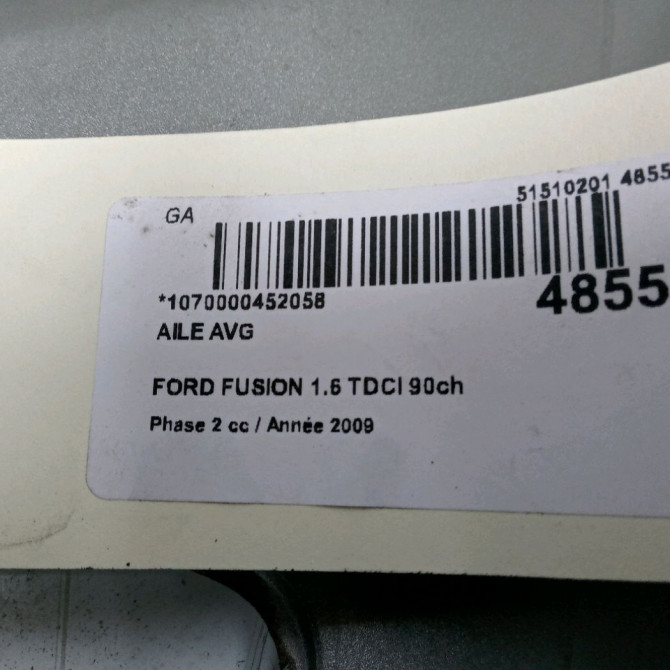 51510201 4855
GA
*1070000452058
4855
AILE AVG
FORD FUSION 1.6 TDCI 90ch
Phase 2 cc / Année 2009